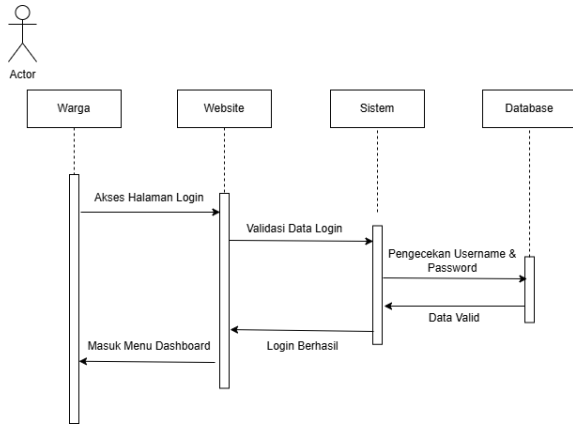 Actor
Warga
Website
Sistem
Database
Akses Halaman Login
Validasi Data Login
Pengecekan Username &
Password
Data Valid
Login Berhasil
Masuk Menu Dashboard